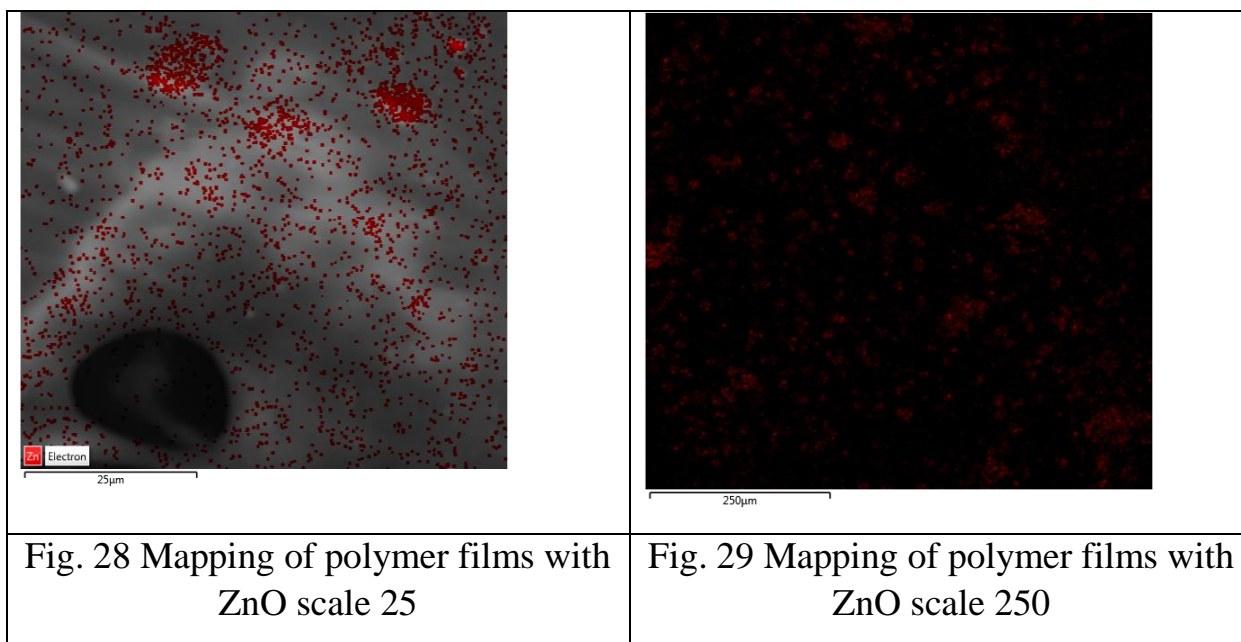 Zn Electron
25µm
250µm
Fig. 28 Mapping of polymer films with
ZnO scale 25
Fig. 29 Mapping of polymer films with
ZnO scale 250